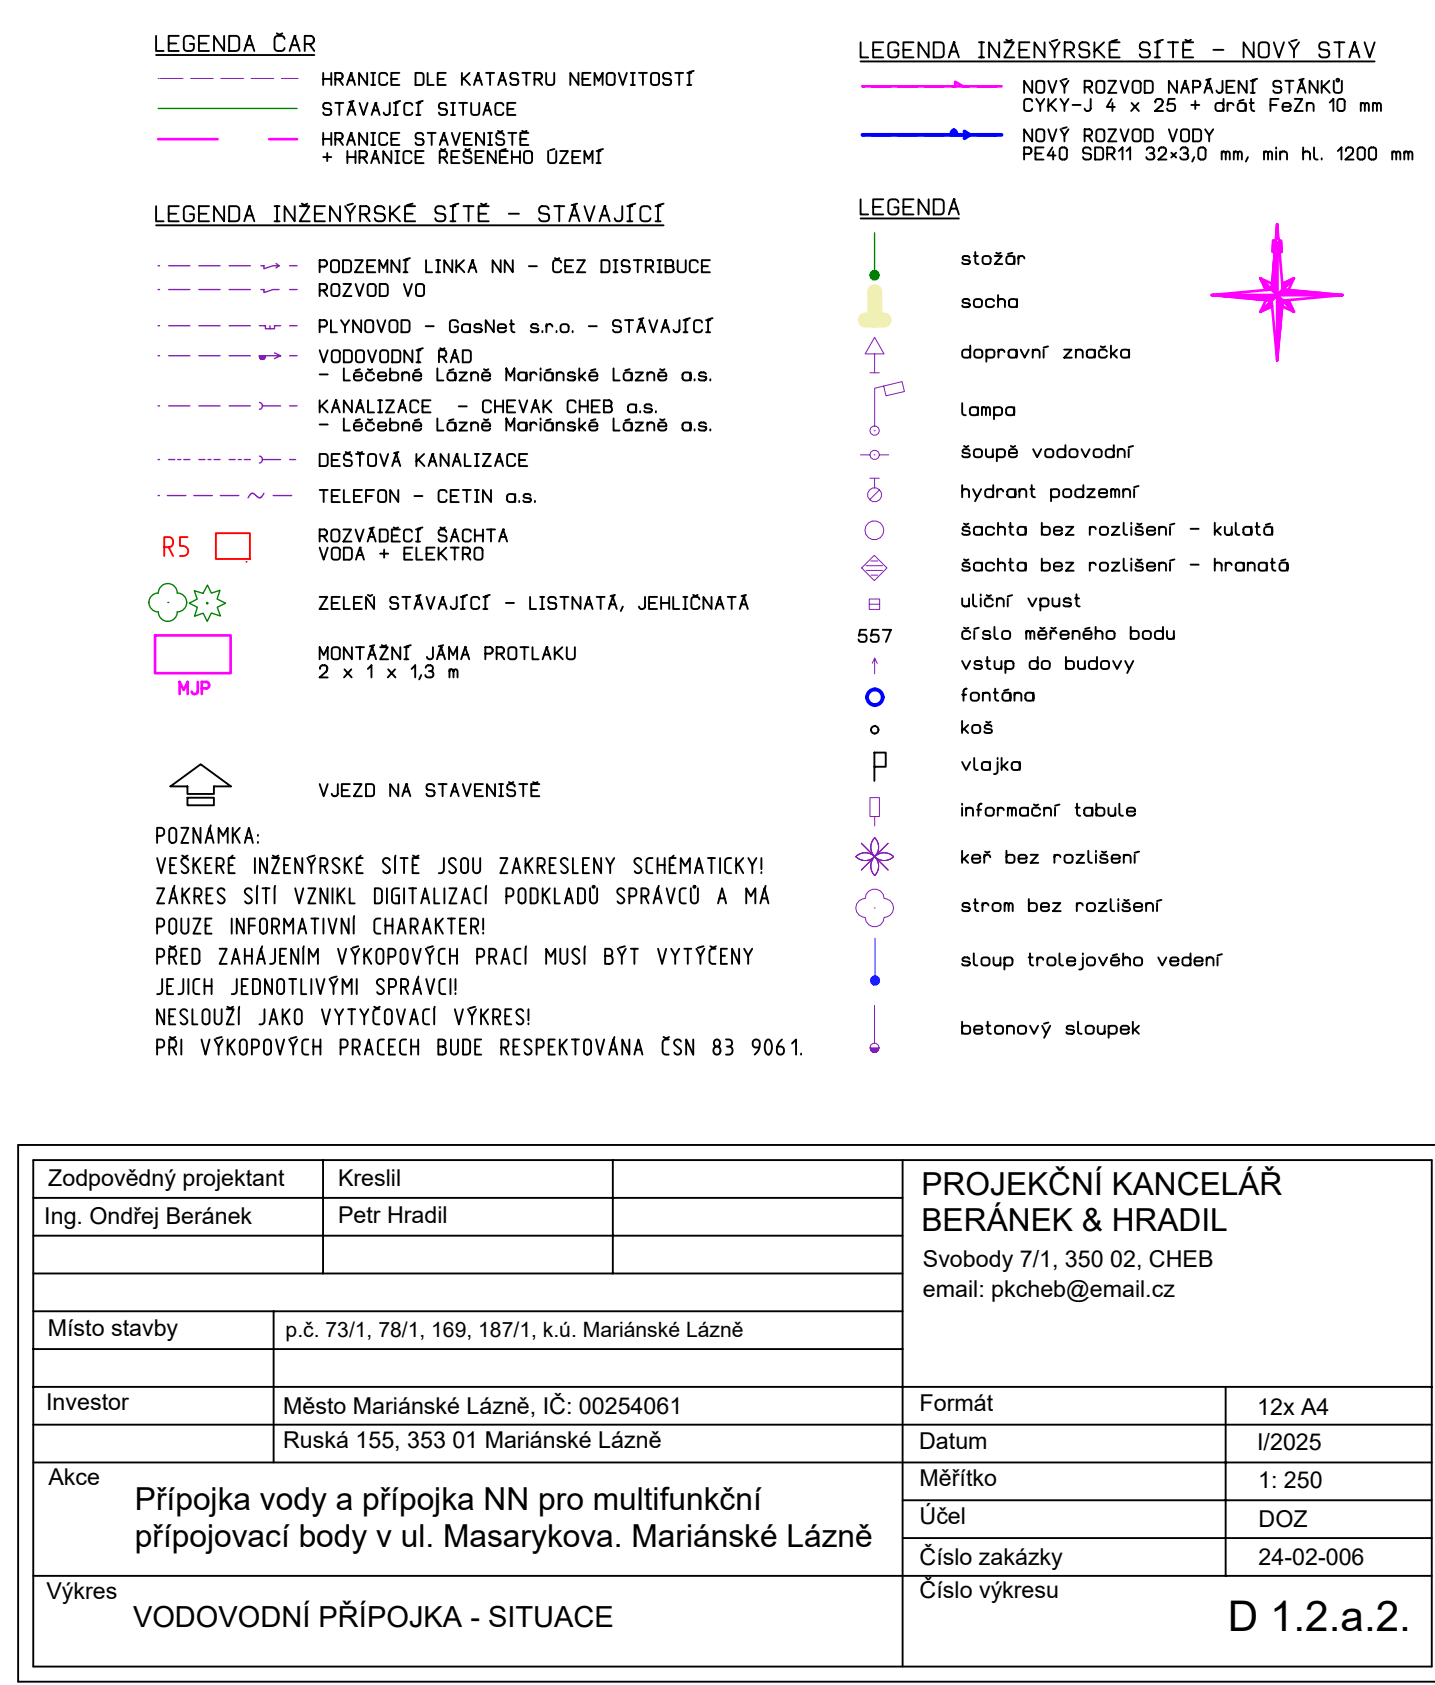 LEGENDA ČAR
HRANICE DLE KATASTRU NEMOVITOSTÍ
STÁVAJÍCÍ SITUACE
HRANICE STAVENIŠTĚ
+ HRANICE ŘEŠENÉHO ÚZEMÍ
LEGENDA INŽENÝRSKÉ SÍTĚ - STÁVAJÍCÍ
PODZEMNÍ LINKA NN - ČEZ DISTRIBUCE
ROZVOD VO
PLYNOVOD - GasNet s.r.o. - STÁVAJÍCÍ
VODOVODNÍ ŘAD
- Léčebné Lázně Mariánské Lázně a.s.
KANALIZACE - CHEVAK CHEB a.s.
- Léčebné Lázně Mariánské Lázně a.s.
DEŠŤOVÁ KANALIZACE
TELEFON - CETIN a.s.
R5
ROZVÁDĚCÍ ŠACHTA
VODA + ELEKTRO
ZELEŇ STÁVAJÍCÍ - LISTNATÁ, JEHLIČNATÁ
MONTÁŽNÍ JÁMA PROTLAKU
2 x 1 x 1,3 m
MJP
VJEZD NA STAVENIŠTĚ
POZNÁMKA:
VEŠKERÉ INŽENÝRSKÉ SÍTĚ JSOU ZAKRESLENY SCHÉMATICKY!
ZÁKRES SÍTÍ VZNIKL DIGITALIZACÍ PODKLADŮ SPRÁVCŮ A MÁ
POUZE INFORMATIVNÍ CHARAKTER!
PŘED ZAHÁJENÍM VÝKOPOVÝCH PRACÍ MUSÍ BÝT VYTÝČENY
JEJICH JEDNOTLIVÝMI SPRÁVCI!
NESLOUŽÍ JAKO VYTYČOVACÍ VÝKRES!
PŘI VÝKOPOVÝCH PRACECH BUDE RESPEKTOVÁNA ČSN 83 9061.
LEGENDA INŽENÝRSKÉ SÍTĚ - NOVÝ STAV
NOVÝ ROZVOD NAPÁJENÍ STÁNKŮ
CYKY-J 4 x 25 + drát FeZn 10 mm
NOVÝ ROZVOD VODY
PE40 SDR11 32×3,0 mm, min hl. 1200 mm
LEGENDA
stožár
socha
dopravní značka
lampa
šoupě vodovodní
hydrant podzemní
šachta bez rozlišení - kulatá
šachta bez rozlišení - hranatá
uliční vpust
557 číslo měřeného bodu
vstup do budovy
fontána
koš
vlajka
informační tabule
keř bez rozlišení
strom bez rozlišení
sloup trolejového vedení
betonový sloupek
Zodpovědný projektant Kreslil
Ing. Ondřej Beránek Petr Hradil
PROJEKČNÍ KANCELÁŘ
BERÁNEK & HRADIL
Svobody 7/1, 350 02, CHEB
email: pkcheb@email.cz
Místo stavby p.č. 73/1, 78/1, 169, 187/1, k.ú. Mariánské Lázně
Investor Město Mariánské Lázně, IČ: 00254061
Ruská 155, 353 01 Mariánské Lázně
Akce
Přípojka vody a přípojka NN pro multifunkční
přípojovací body v ul. Masarykova. Mariánské Lázně
Výkres
VODOVODNÍ PŘÍPOJKA - SITUACE
Formát 12x A4
Datum I/2025
Měřítko 1: 250
Účel DOZ
Číslo zakázky 24-02-006
Číslo výkresu
D 1.2.a.2.